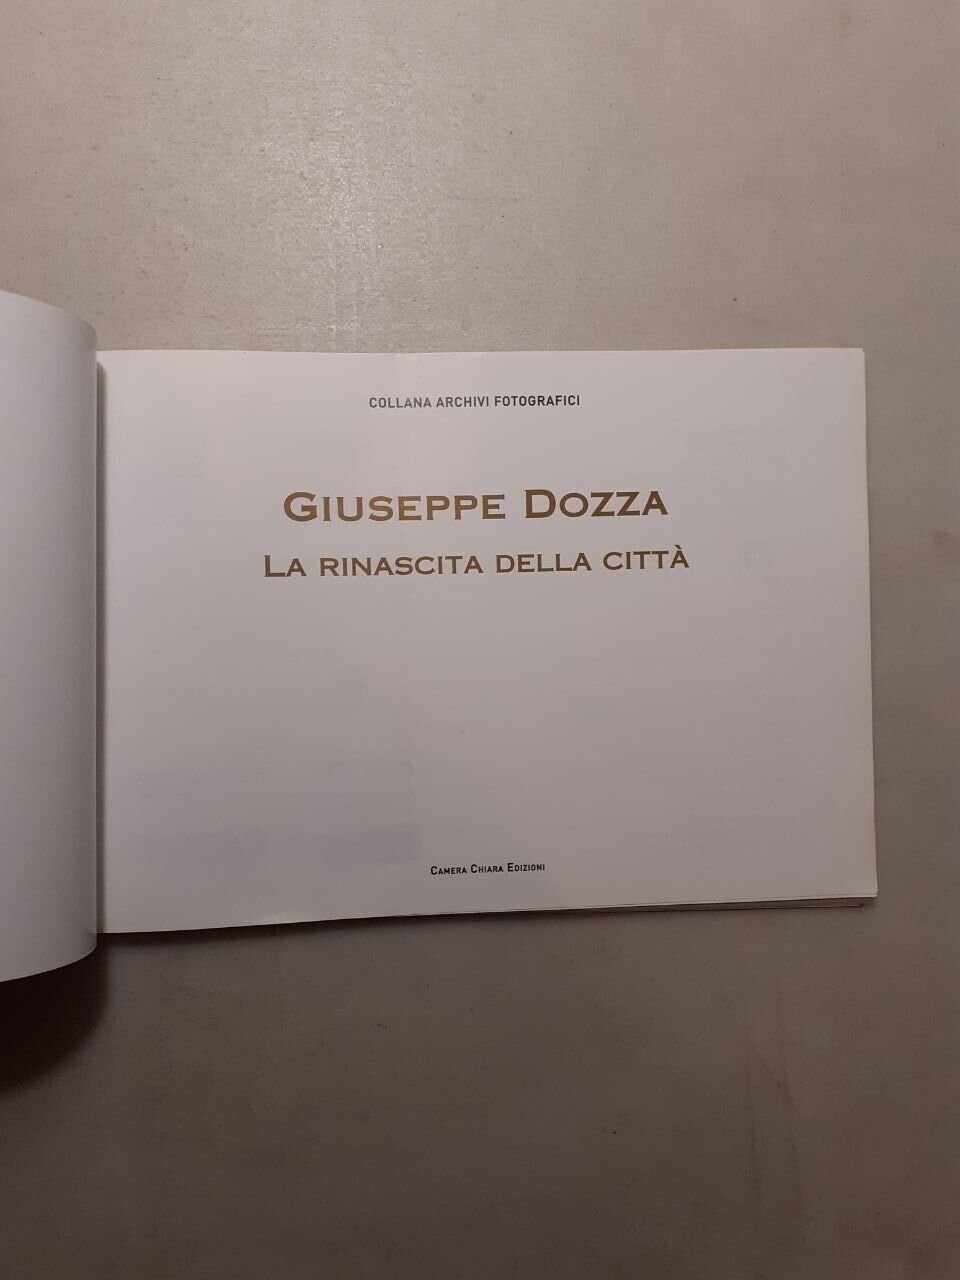 COLLANA ARCHIVI FOTOGRAFICI
GIUSEPPE DOZZA
LA RINASCITA DELLA CITTÀ
CAMERA CHIARA EDIZIONI